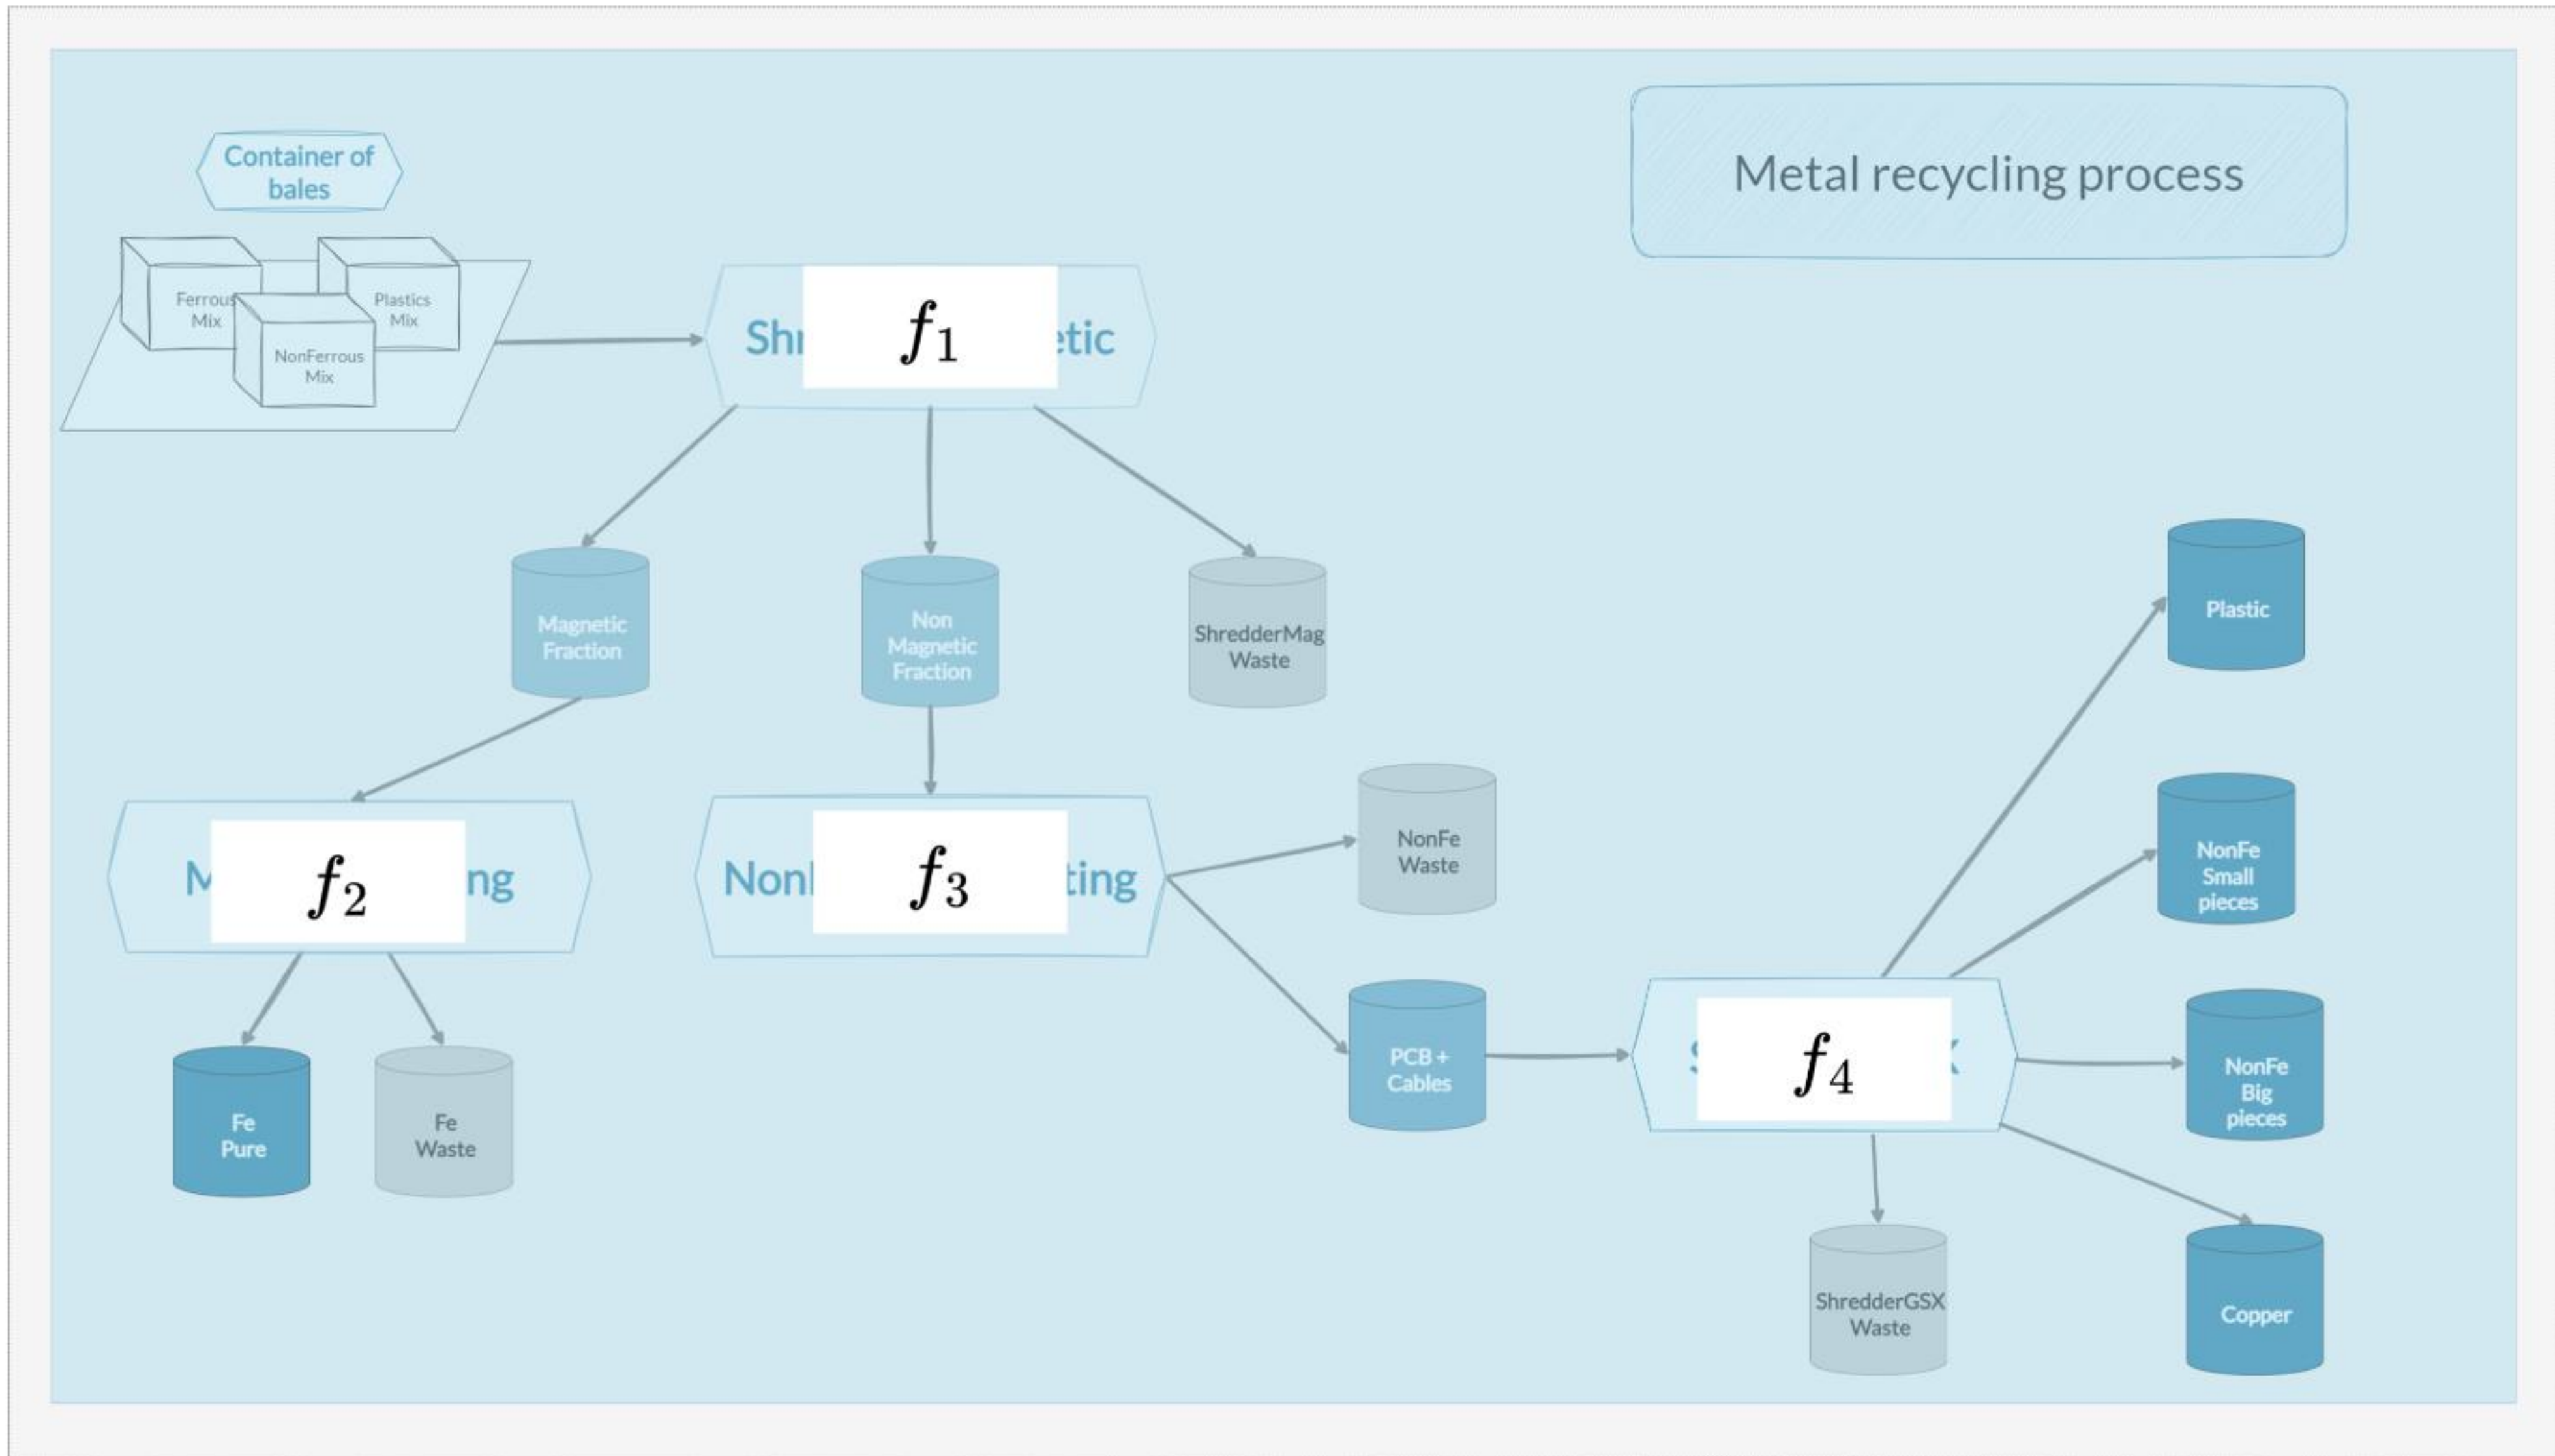 Container of
bales
Metal recycling process
Ferrous
Mix
Plastics
Mix
NonFerrous
Mix
f1
etic
Magnetic
Fraction
Non
Magnetic
Fraction
ShredderMag
Waste
Plastic
f2
ng
f3
ting
NonFe
Waste
NonFe
Small
pieces
PCB +
Cables
f4
NonFe
Big
pieces
Fe
Pure
Fe
Waste
ShredderGSX
Waste
Copper